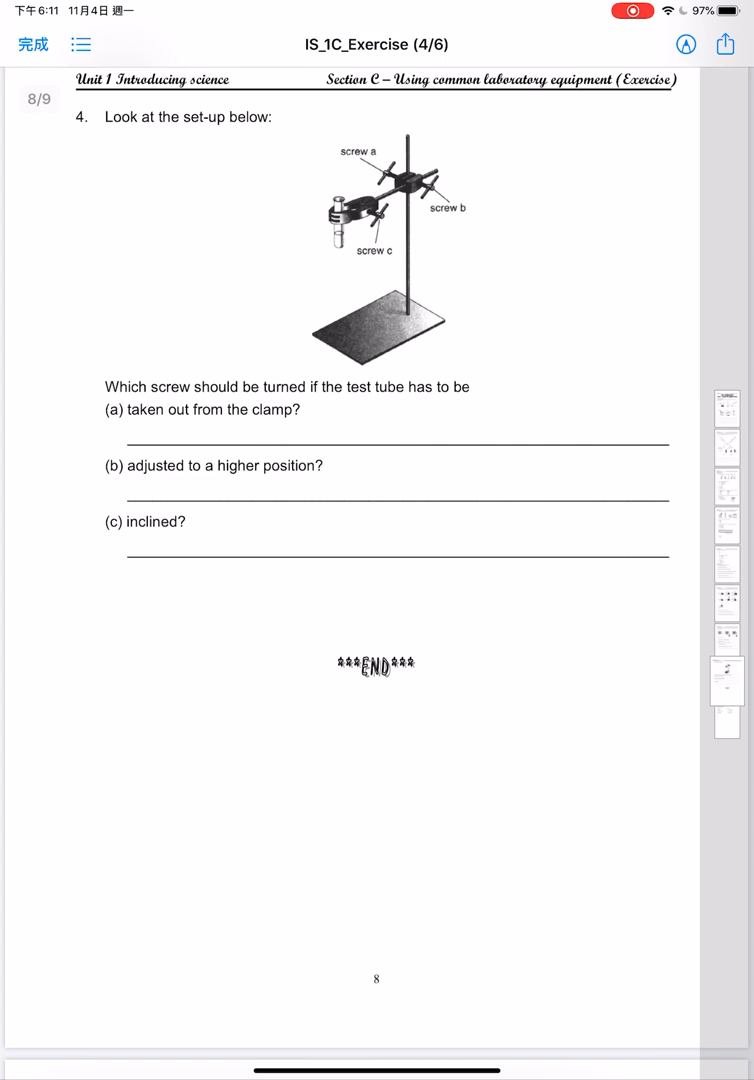 下午6:11 11月4日 週一 97%
完成 IS_1C_Exercise (4/6)
Unit 1 Introducing science Section C – Using common laboratory equipment (Exercise)
8/9
4. Look at the set-up below:
screw a
screw b
screw c
Which screw should be turned if the test tube has to be
(a) taken out from the clamp?
(b) adjusted to a higher position?
(c) inclined?
***END***
8